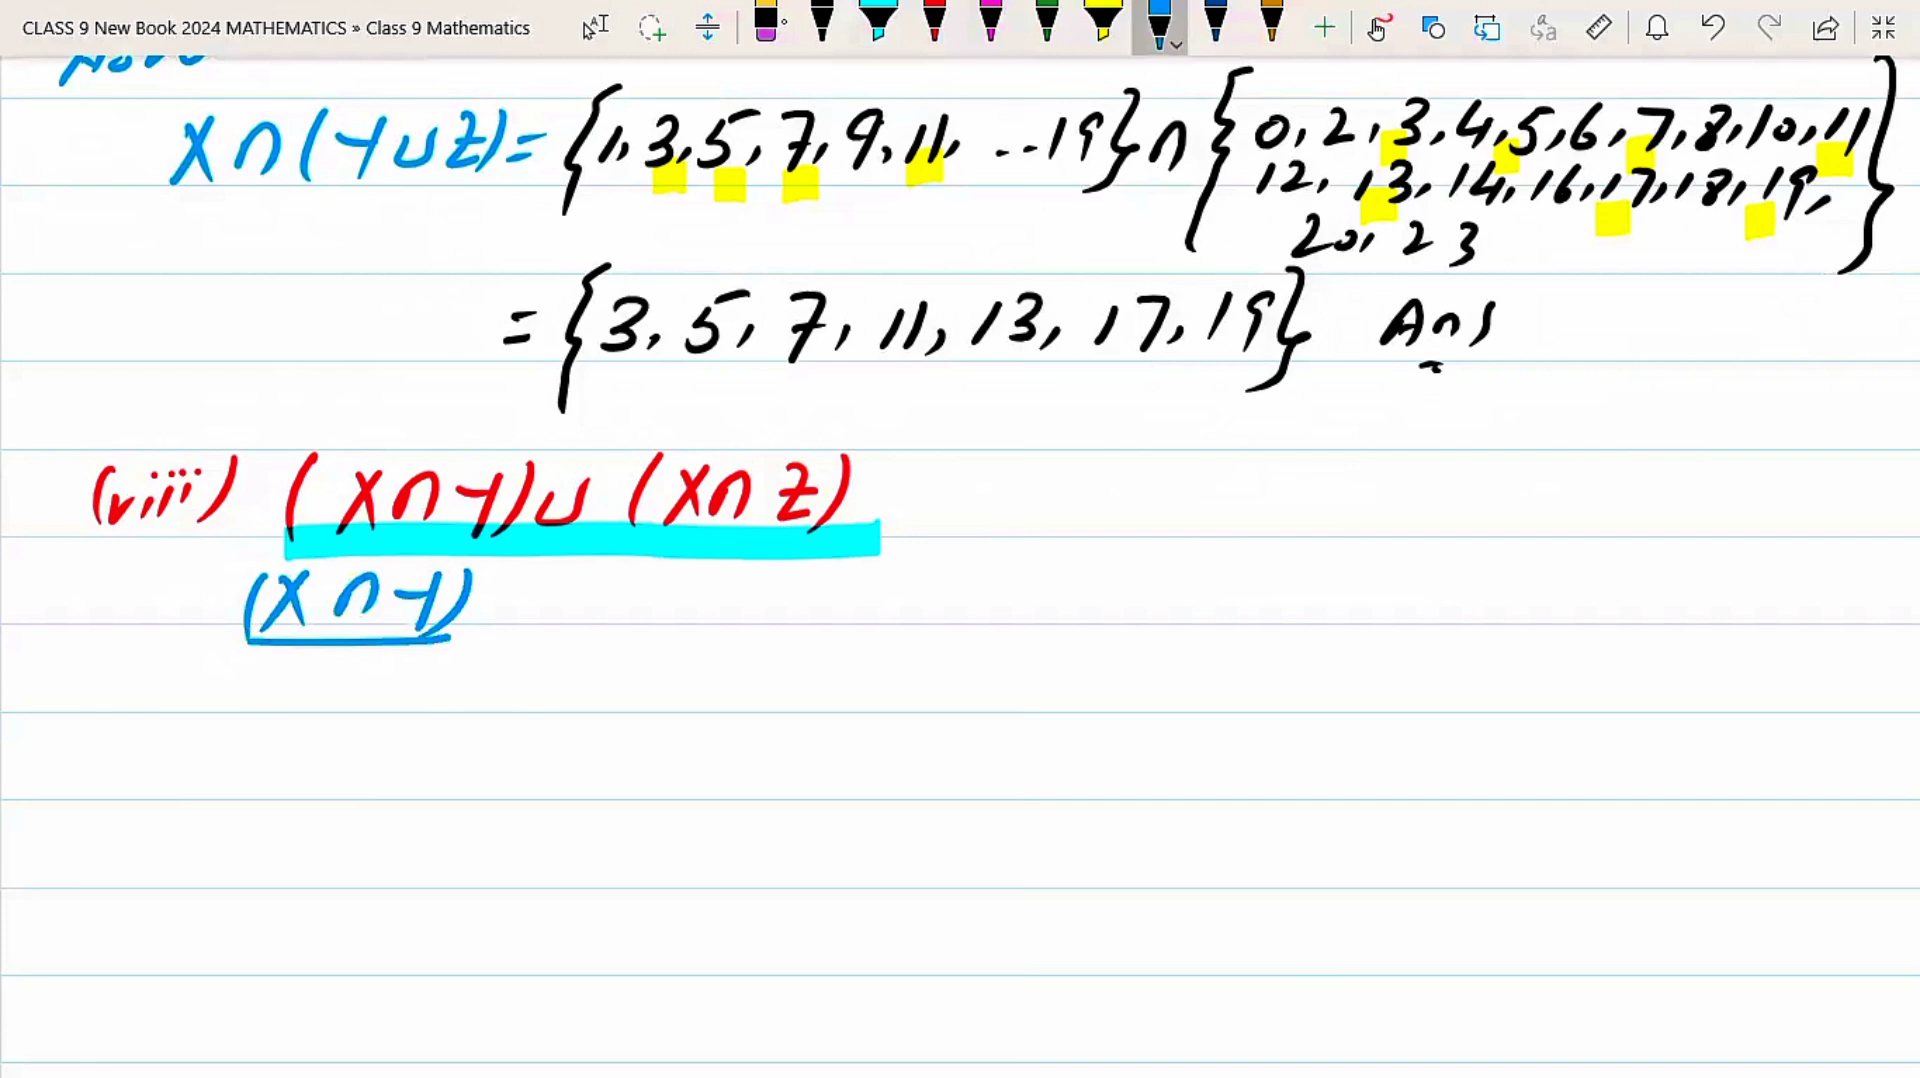 CLASS 9 New Book 2024 MATHEMATICS » Class 9 Mathematics
X∩(Y∪Z)= {1,3,5,7,9,11, ...19}∩{0,2,3,4,5,6,7,8,10,11
12,13,14,16,17,18,19,
20,23}
= {3,5,7,11,13,17,19} Ans
(viii) (X∩Y)∪(X∩Z)
(X∩Y)